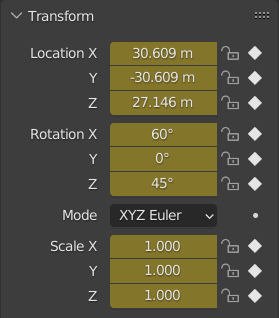 Transform
Location X 30.609 m
Y -30.609 m
Z 27.146 m
Rotation X 60°
Y 0°
Z 45°
Mode XYZ Euler
Scale X 1.000
Y 1.000
Z 1.000